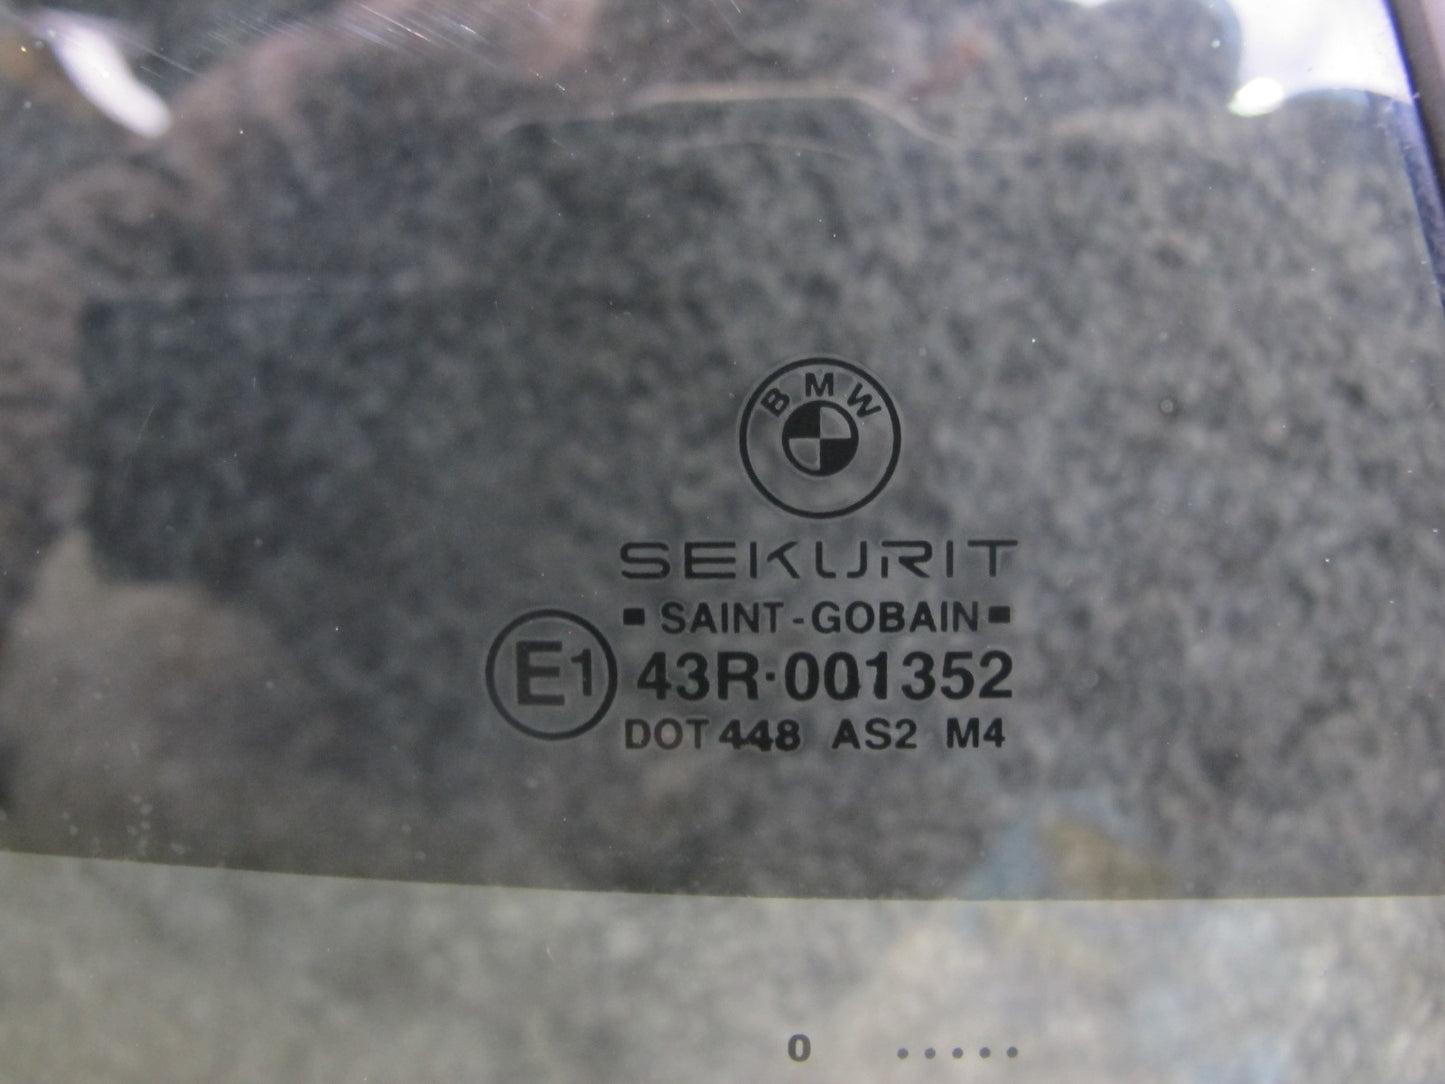 BMW
SEKURIT
SAINT-GOBAIN
E1 43R·001352
DOT 448 AS2 M4
0 .....